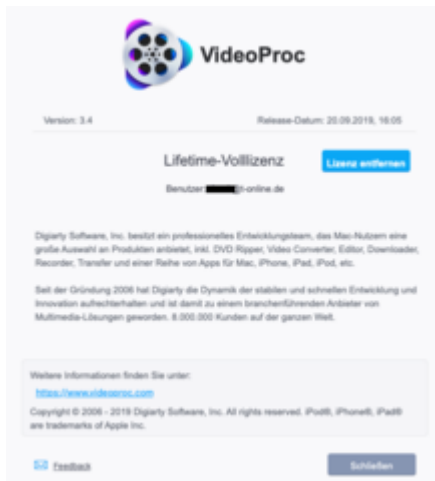 VideoProc
Version: 3.4 Release-Datum: 20.09.2019, 16:05
Lifetime-Volllizenz Lizenz entfernen
Benutzer: t-online.de
Digiarty Software, Inc. besitzt ein professionelles Entwicklungsteam, das Mac-Nutzern eine
große Auswahl an Produkten anbietet, inkl. DVD Ripper, Video Converter, Editor, Downloader,
Recorder, Transfer und einer Reihe von Apps für Mac, iPhone, iPad, iPod, etc.
Seit der Gründung 2006 hat Digiarty die Dynamik der stabilen und schnellen Entwicklung und
Innovation aufrechterhalten und ist damit zu einem branchenführenden Anbieter von
Multimedia-Lösungen geworden. 8.000.000 Kunden auf der ganzen Welt.
Weitere Informationen finden Sie unter:
https://www.videoproc.com
Copyright © 2006 - 2019 Digiarty Software, Inc. All rights reserved. iPod®, iPhone®, iPad®
are trademarks of Apple Inc.
Feedback Schließen